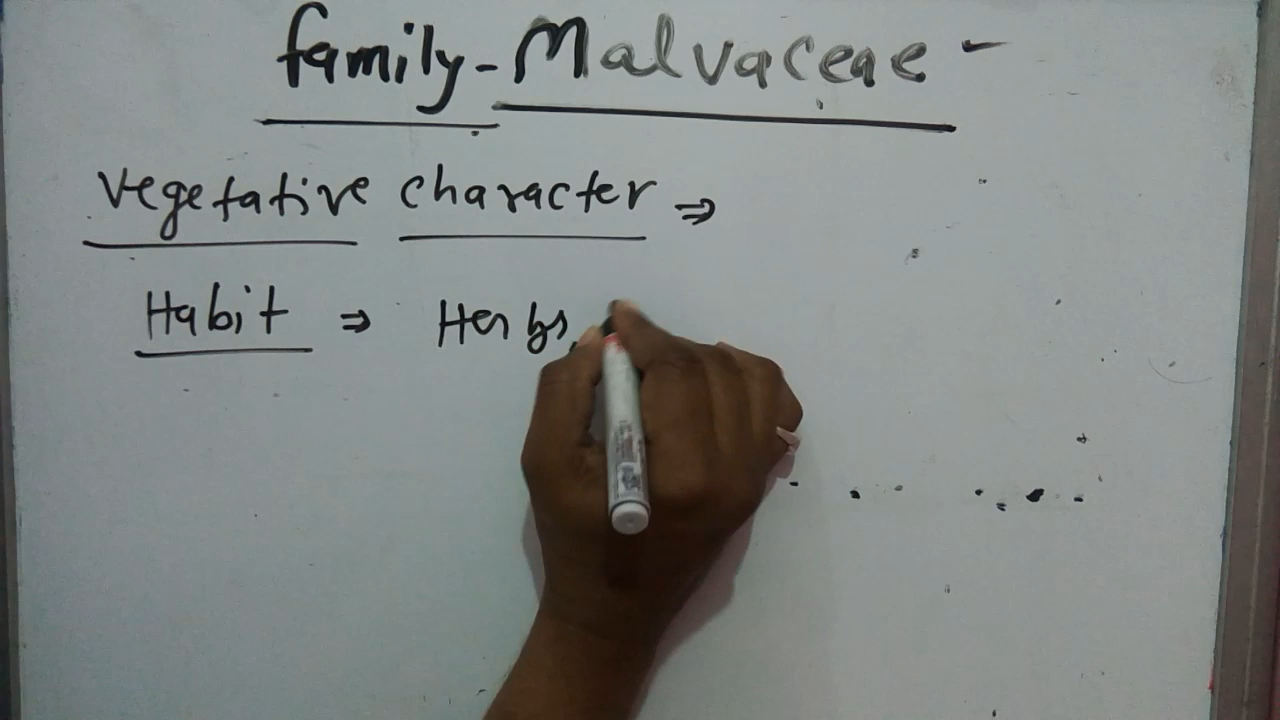 family - Malvaceae -
Vegetative character ⇒
Habit ⇒ Herbs,